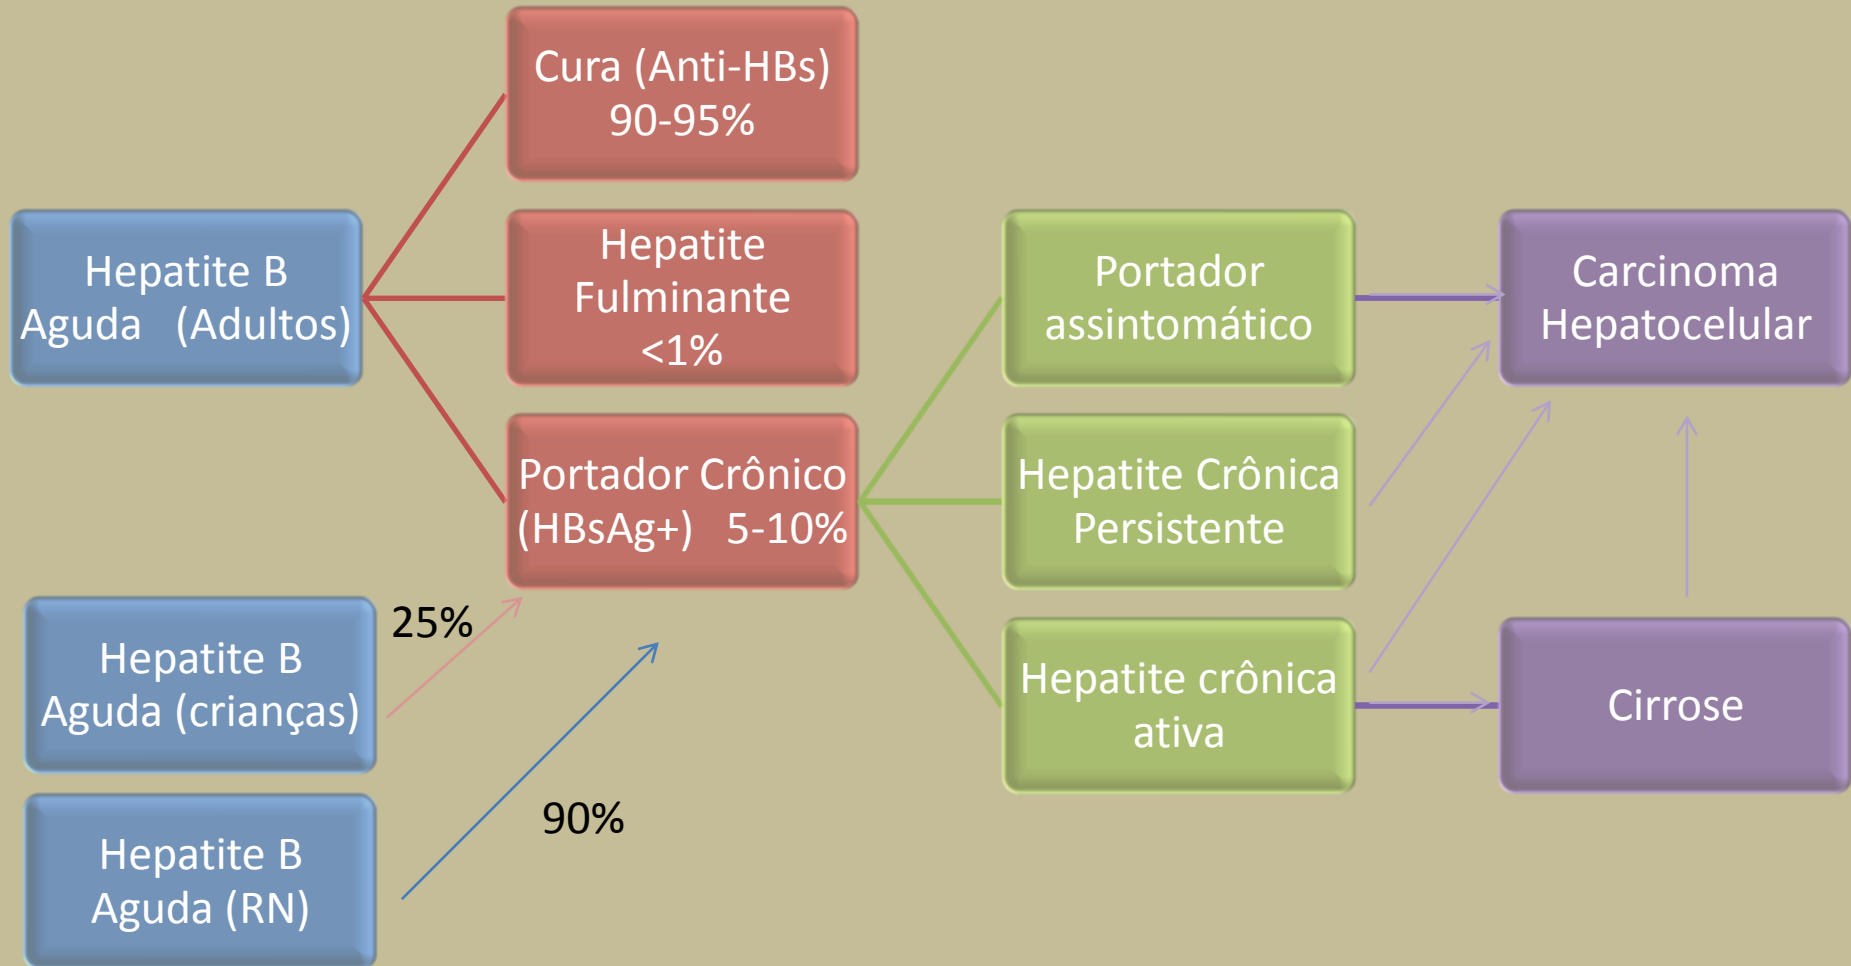 Cura (Anti-HBs)
90-95%
Hepatite B
Aguda (Adultos)
Hepatite
Fulminante
<1%
Portador
assintomático
Carcinoma
Hepatocelular
Portador Crônico
(HBsAg+) 5-10%
Hepatite Crônica
Persistente
25%
Hepatite B
Aguda (crianças)
Hepatite crônica
ativa
Cirrose
90%
Hepatite B
Aguda (RN)